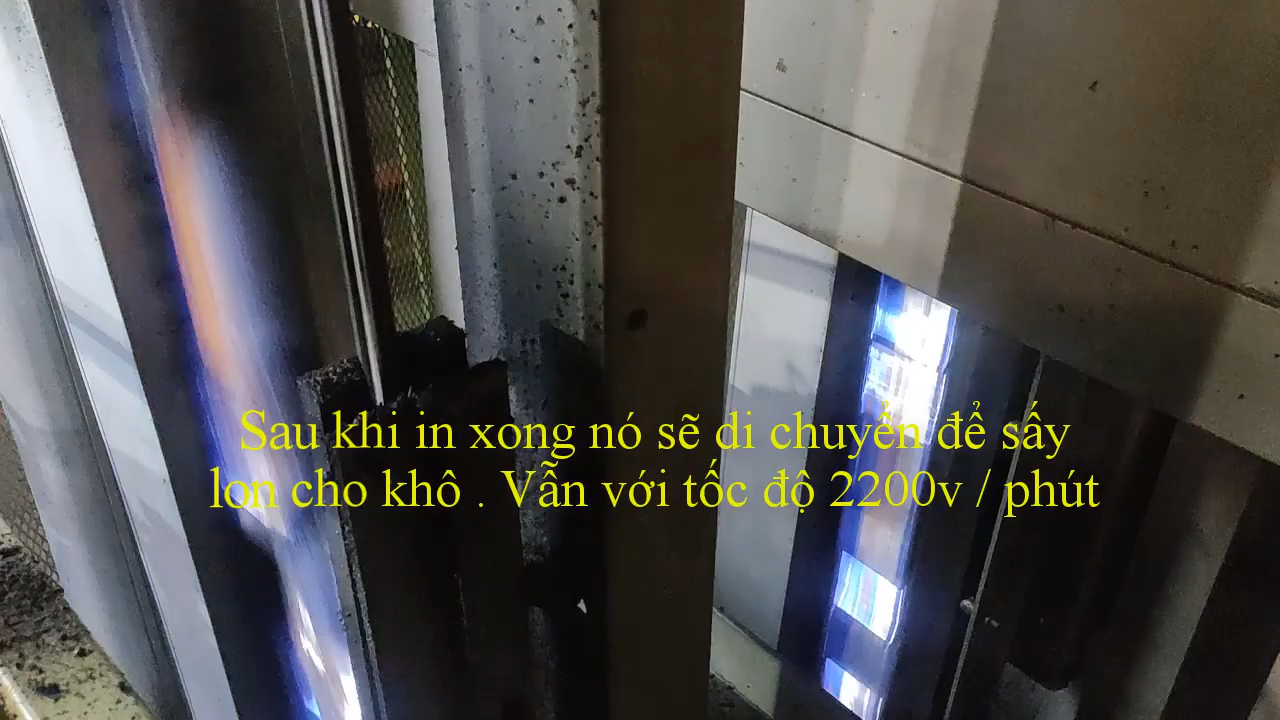 Sau khi in xong nó sẽ di chuyển để sấy
lon cho khô . Vẫn với tốc độ 2200v / phút